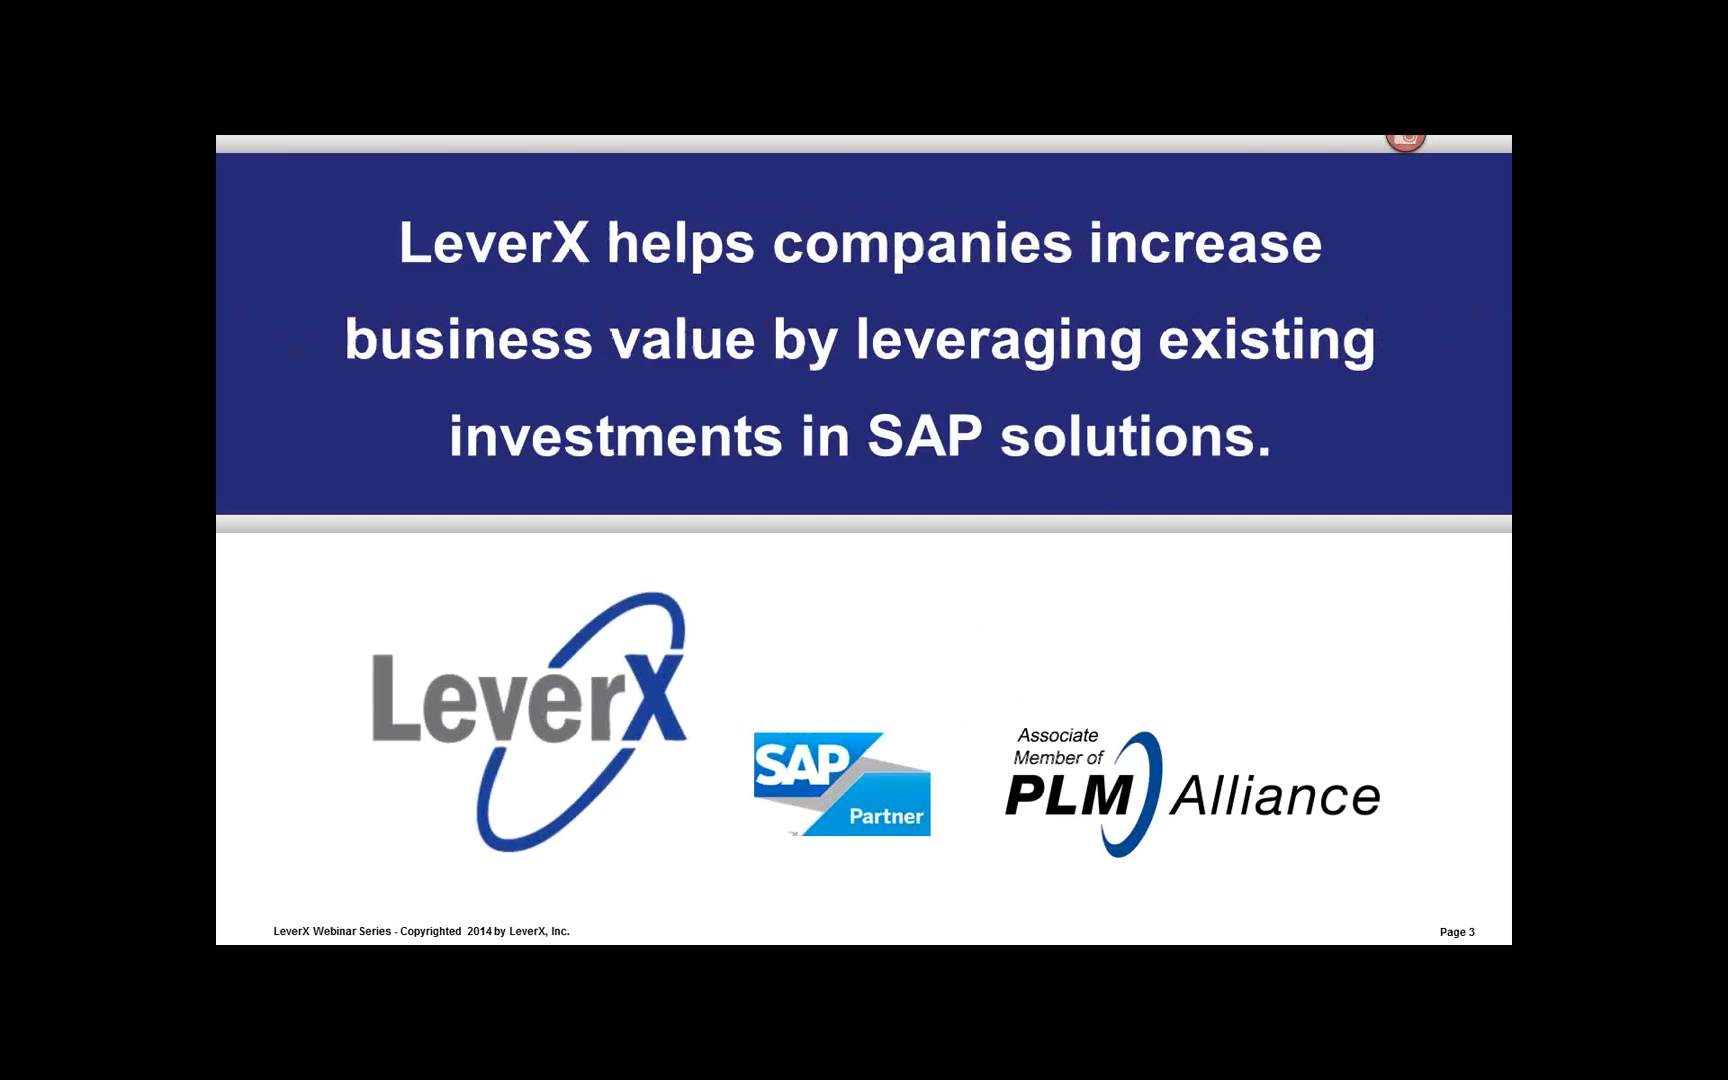 LeverX helps companies increase
business value by leveraging existing
investments in SAP solutions.
LeverX
SAP
Partner
Associate
Member of
PLM Alliance
LeverX Webinar Series - Copyrighted 2014 by LeverX, Inc.
Page 3